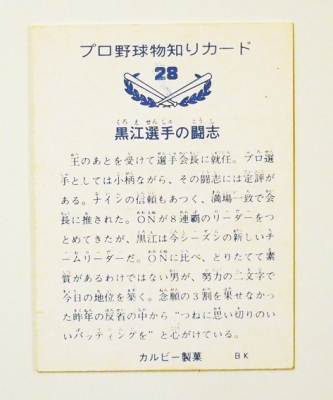 プロ野球物知りカード
28
くろえせんしゅ とうし
黒江選手の闘志
王のあとを受けて選手会長に就任。プロ選
手としては小柄ながら、その闘志には定評が
ある。ナインの信頼もあつく、満場一致で会
長に推された。ONが8連覇のリーダーをつ
とめてきたが、黒江は今シーズンの新しいチ
ームリーダーだ。ONに比べ、とりたてて素
質があるわけではない男が、努力の二文字で
今日の地位を築く。念願の3割を果せなかっ
た昨年の反省の中から“つねに思い切りのい
いバッティングを”と心がけている。
カルビー製菓 BK